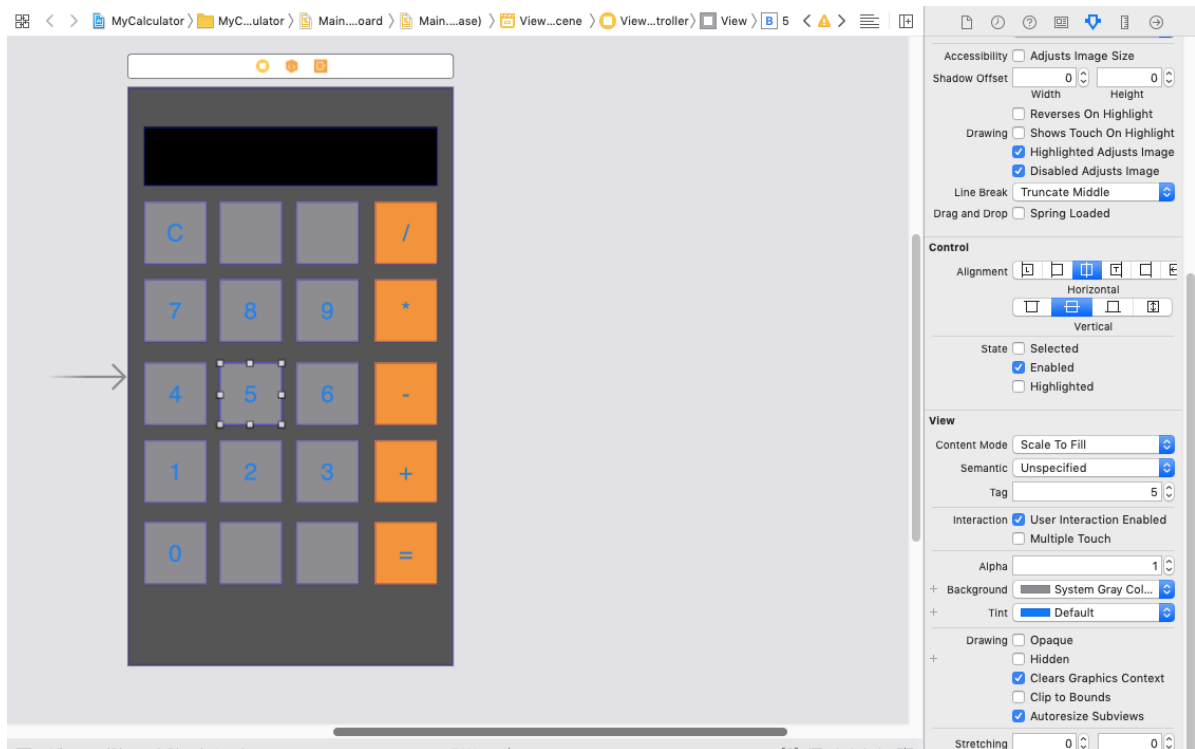 MyCalculator MyC...ulator Main....oard Main....ase) View...cene View...troller View B 5
Accessibility Adjusts Image Size
Shadow Offset 0 0
Width Height
Reverses On Highlight
Drawing Shows Touch On Highlight
Highlighted Adjusts Image
Disabled Adjusts Image
Line Break Truncate Middle
Drag and Drop Spring Loaded
Control
Alignment
Horizontal
Vertical
State Selected
Enabled
Highlighted
View
Content Mode Scale To Fill
Semantic Unspecified
Tag 5
Interaction User Interaction Enabled
Multiple Touch
Alpha 1
+ Background System Gray Col...
+ Tint Default
Drawing Opaque
+ Hidden
Clears Graphics Context
Clip to Bounds
Autoresize Subviews
Stretching 0 0
C /
7 8 9 *
4 5 6 -
1 2 3 +
0 =